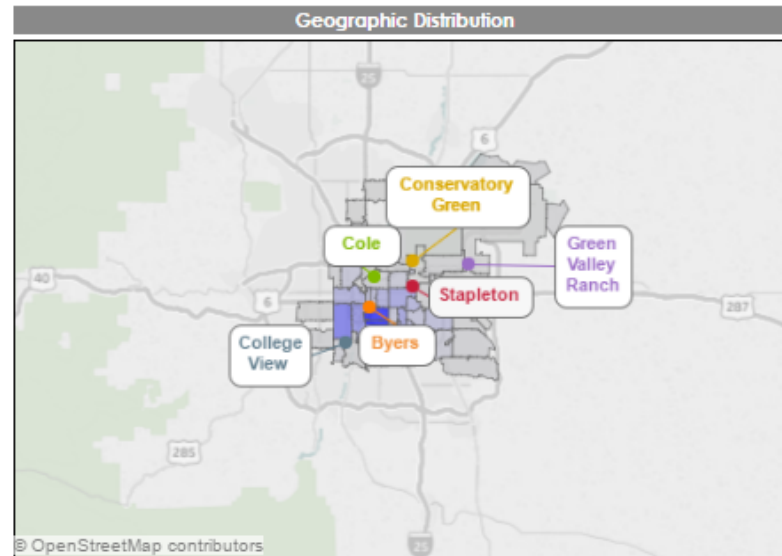 Geographic Distribution
25
6
Conservatory
Green
Cole
Green
Valley
Ranch
40
6
Stapleton
287
College
View
Byers
285
25
© OpenStreetMap contributors